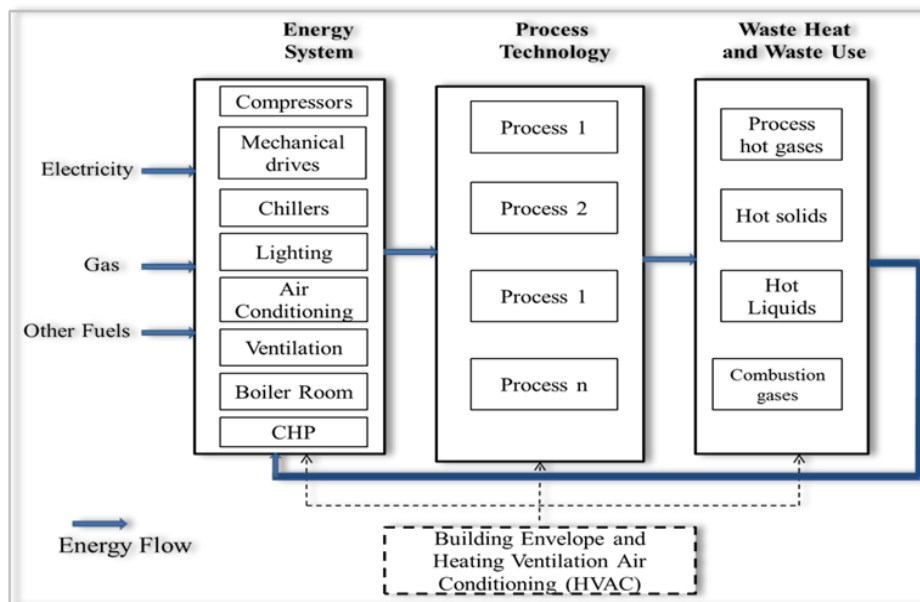 Energy
System
Process
Technology
Waste Heat
and Waste Use
Electricity
Gas
Other Fuels
Compressors
Mechanical
drives
Chillers
Lighting
Air
Conditioning
Ventilation
Boiler Room
CHP
Process 1
Process 2
Process 1
Process n
Process
hot gases
Hot solids
Hot
Liquids
Combustion
gases
Energy Flow
Building Envelope and
Heating Ventilation Air
Conditioning (HVAC)